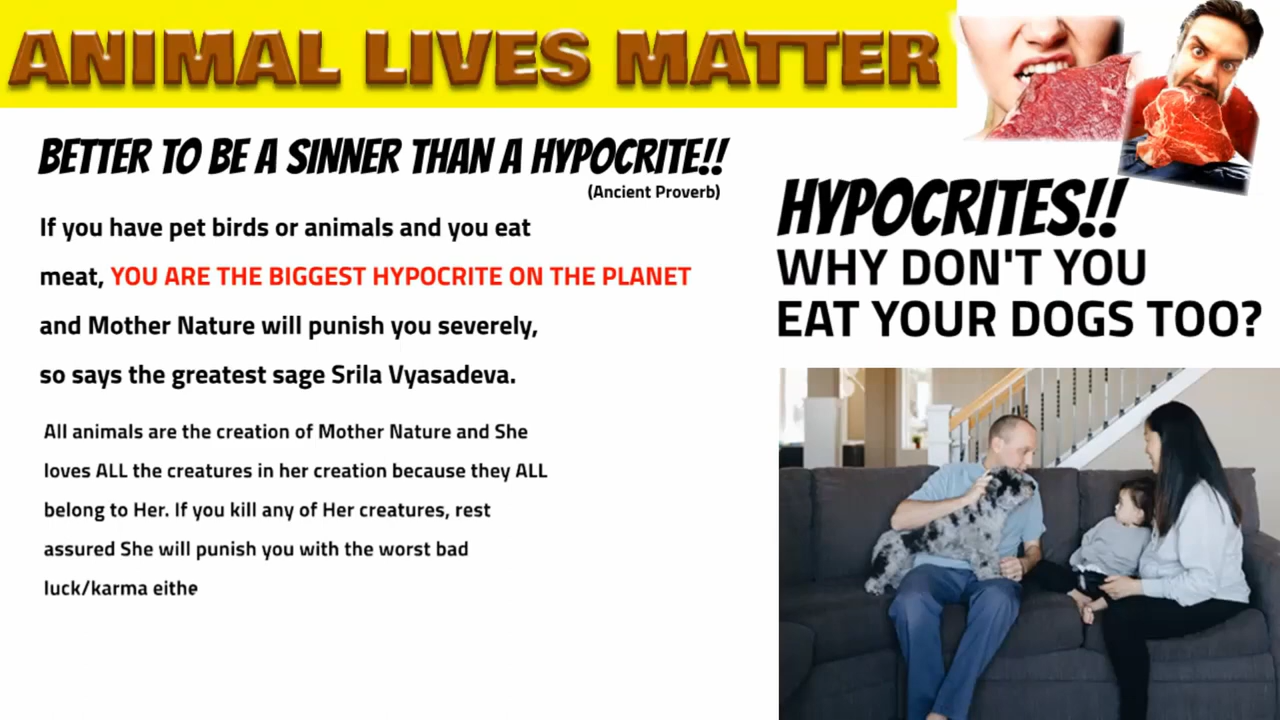 ANIMAL LIVES MATTER
BETTER TO BE A SINNER THAN A HYPOCRITE!!
(Ancient Proverb)
If you have pet birds or animals and you eat
meat, YOU ARE THE BIGGEST HYPOCRITE ON THE PLANET
and Mother Nature will punish you severely,
so says the greatest sage Srila Vyasadeva.
All animals are the creation of Mother Nature and She
loves ALL the creatures in her creation because they ALL
belong to Her. If you kill any of Her creatures, rest
assured She will punish you with the worst bad
luck/karma eithe
HYPOCRITES!!
WHY DON'T YOU
EAT YOUR DOGS TOO?